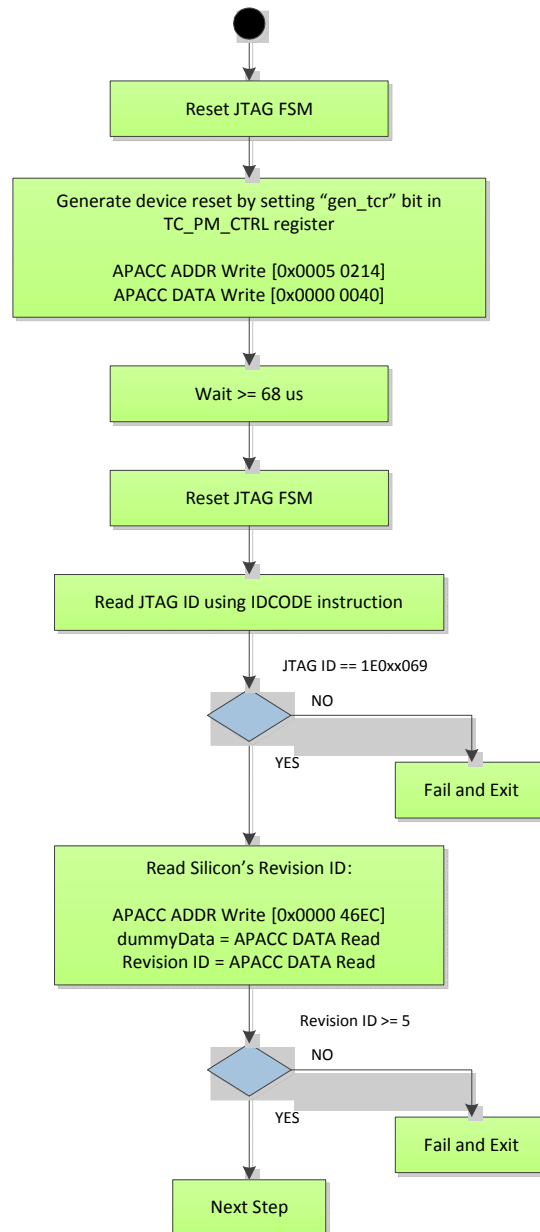 Reset JTAG FSM
Generate device reset by setting “gen_tcr” bit in
TC_PM_CTRL register
APACC ADDR Write [0x0005 0214]
APACC DATA Write [0x0000 0040]
Wait >= 68 us
Reset JTAG FSM
Read JTAG ID using IDCODE instruction
JTAG ID == 1E0xx069
NO
YES
Fail and Exit
Read Silicon’s Revision ID:
APACC ADDR Write [0x0000 46EC]
dummyData = APACC DATA Read
Revision ID = APACC DATA Read
Revision ID >= 5
NO
YES
Fail and Exit
Next Step